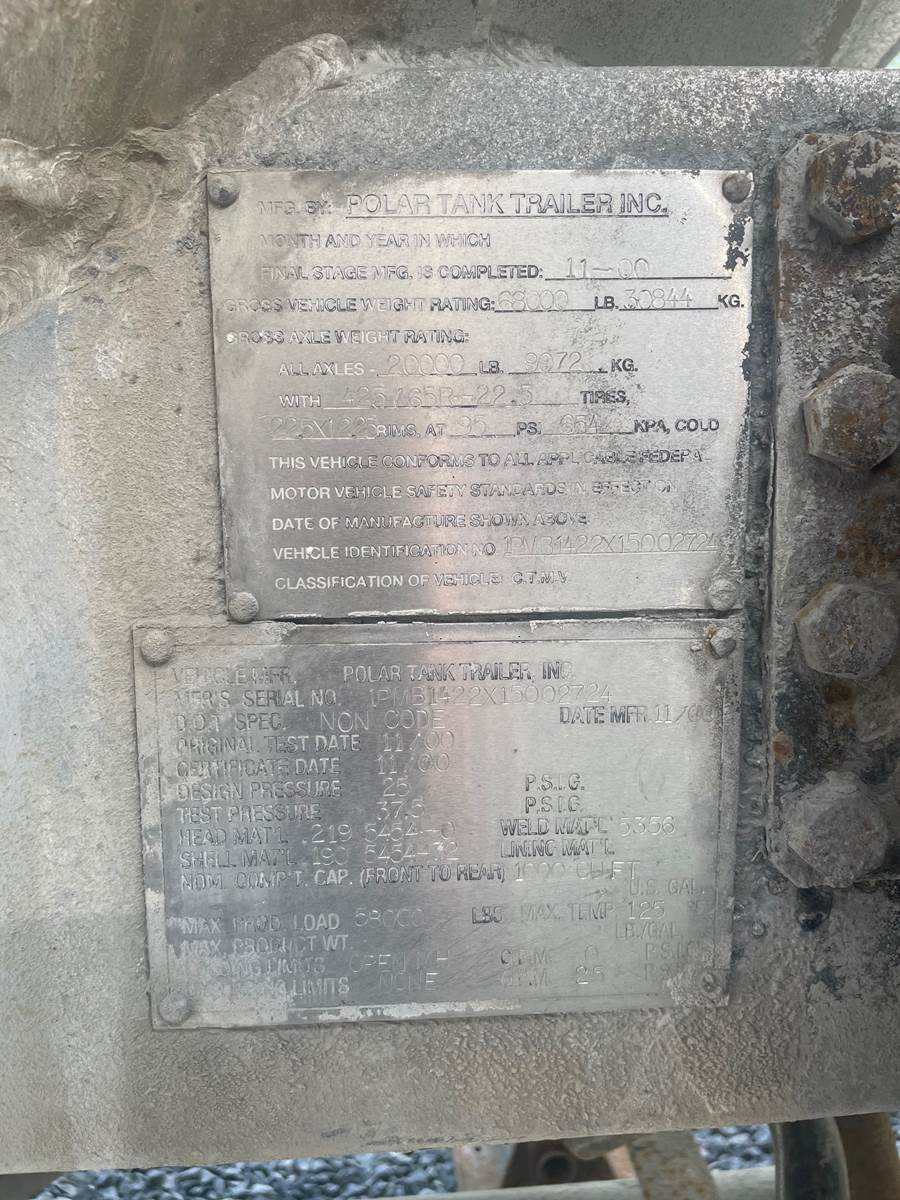 MFG. BY: POLAR TANK TRAILER INC.
MONTH AND YEAR IN WHICH
FINAL STAGE MFG. IS COMPLETED: 11-00
GROSS VEHICLE WEIGHT RATING: 68000 LB. 30844 KG.
GROSS AXLE WEIGHT RATING:
ALL AXLES - 20000 LB. 9072 KG.
WITH 425/65R-22.5 TIRES,
RIMS, AT 95 PS. 654 KPA, COLD
THIS VEHICLE CONFORMS TO ALL APPLICABLE FEDERAL
MOTOR VEHICLE SAFETY STANDARDS IN EFFECT ON
DATE OF MANUFACTURE SHOWN ABOVE
VEHICLE IDENTIFICATION NO 1PMB1422X15002724
CLASSIFICATION OF VEHICLE: C.T.M.V.
VEHICLE MFR. POLAR TANK TRAILER, INC.
MFR'S SERIAL NO. 1PMB1422X15002724
D.O.T SPEC. NON CODE DATE MFR 11/00
ORIGINAL TEST DATE 11/00
CERTIFICATE DATE 11/00
DESIGN PRESSURE 25 P.S.I.G.
TEST PRESSURE 37.5 P.S.I.G.
HEAD MAT'L .219 5454-0 WELD MAT'L 5356
SHELL MAT'L .190 5454-32 LINING MAT'L
NOM. COMP'T. CAP. (FRONT TO REAR) 1000 CU-FT
U.S. GAL.
MAX. PROD. LOAD 58000 LBS. MAX. TEMP. 125 °F
LB./GAL.
MAX. PRODUCT WT.
LIMITS OPEN 0 P.S.I.G.
LIMITS NONE 25